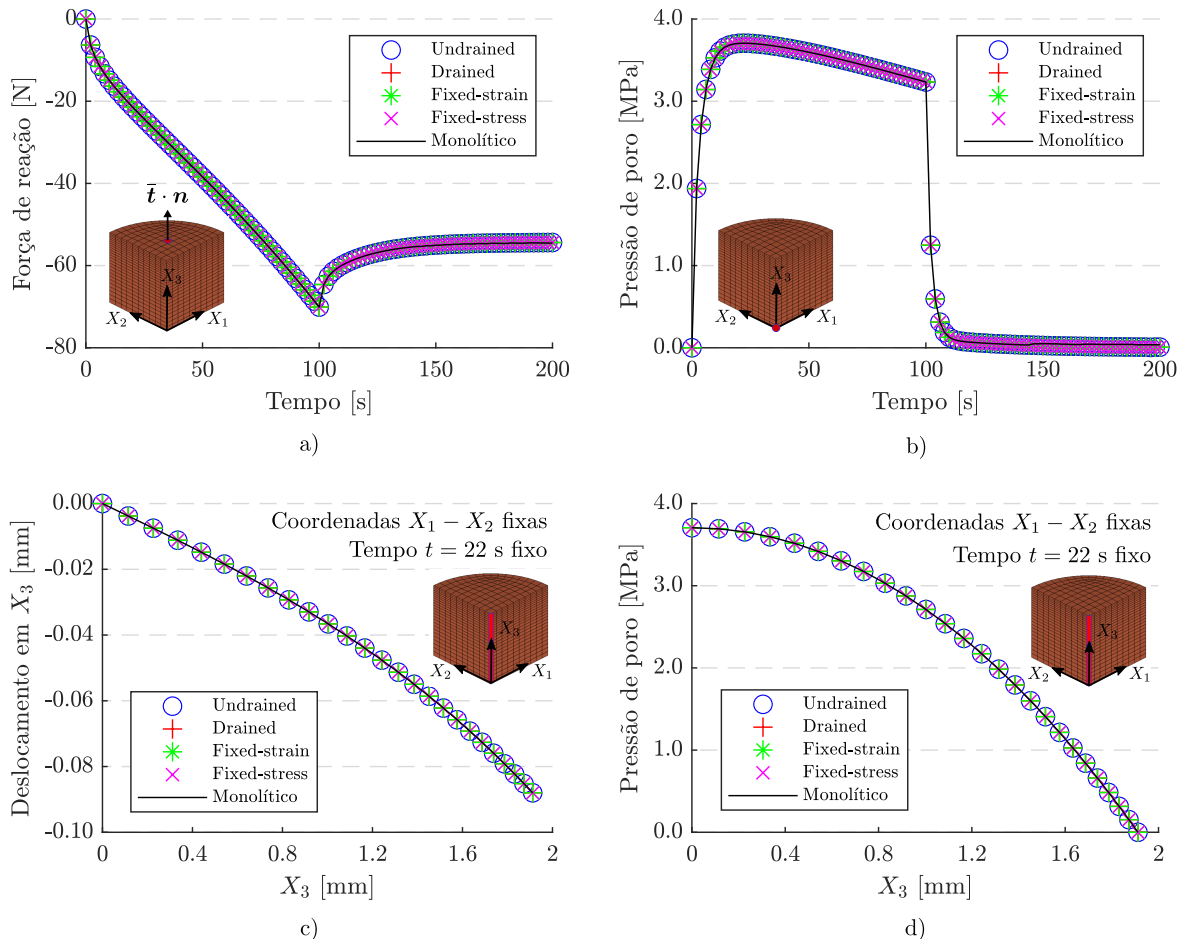 0
-20
-40
-60
-80
0
50
100
150
200
Força de reação [N]
Tempo [s]
Undrained
Drained
Fixed-strain
Fixed-stress
Monolítico
t̄ · n
X₃
X₂
X₁
a)
4.0
3.0
2.0
1.0
0.0
0
50
100
150
200
Pressão de poro [MPa]
Tempo [s]
Undrained
Drained
Fixed-strain
Fixed-stress
Monolítico
X₃
X₂
X₁
b)
0.00
-0.02
-0.04
-0.06
-0.08
-0.10
0
0.4
0.8
1.2
1.6
2
Deslocamento em X₃ [mm]
X₃ [mm]
Coordenadas X₁ − X₂ fixas
Tempo t = 22 s fixo
X₃
X₂
X₁
Undrained
Drained
Fixed-strain
Fixed-stress
Monolítico
c)
4.0
3.0
2.0
1.0
0.0
0
0.4
0.8
1.2
1.6
2
Pressão de poro [MPa]
X₃ [mm]
Coordenadas X₁ − X₂ fixas
Tempo t = 22 s fixo
X₃
X₂
X₁
Undrained
Drained
Fixed-strain
Fixed-stress
Monolítico
d)